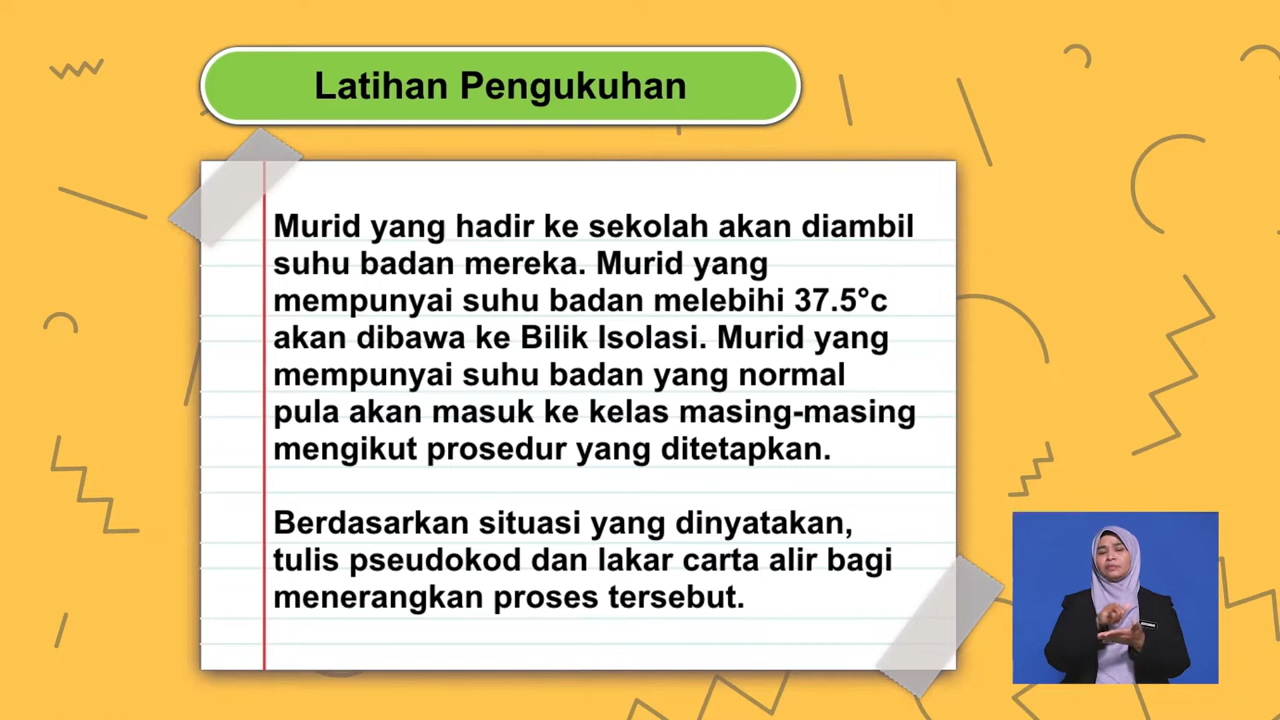 Latihan Pengukuhan
Murid yang hadir ke sekolah akan diambil
suhu badan mereka. Murid yang
mempunyai suhu badan melebihi 37.5°c
akan dibawa ke Bilik Isolasi. Murid yang
mempunyai suhu badan yang normal
pula akan masuk ke kelas masing-masing
mengikut prosedur yang ditetapkan.
Berdasarkan situasi yang dinyatakan,
tulis pseudokod dan lakar carta alir bagi
menerangkan proses tersebut.